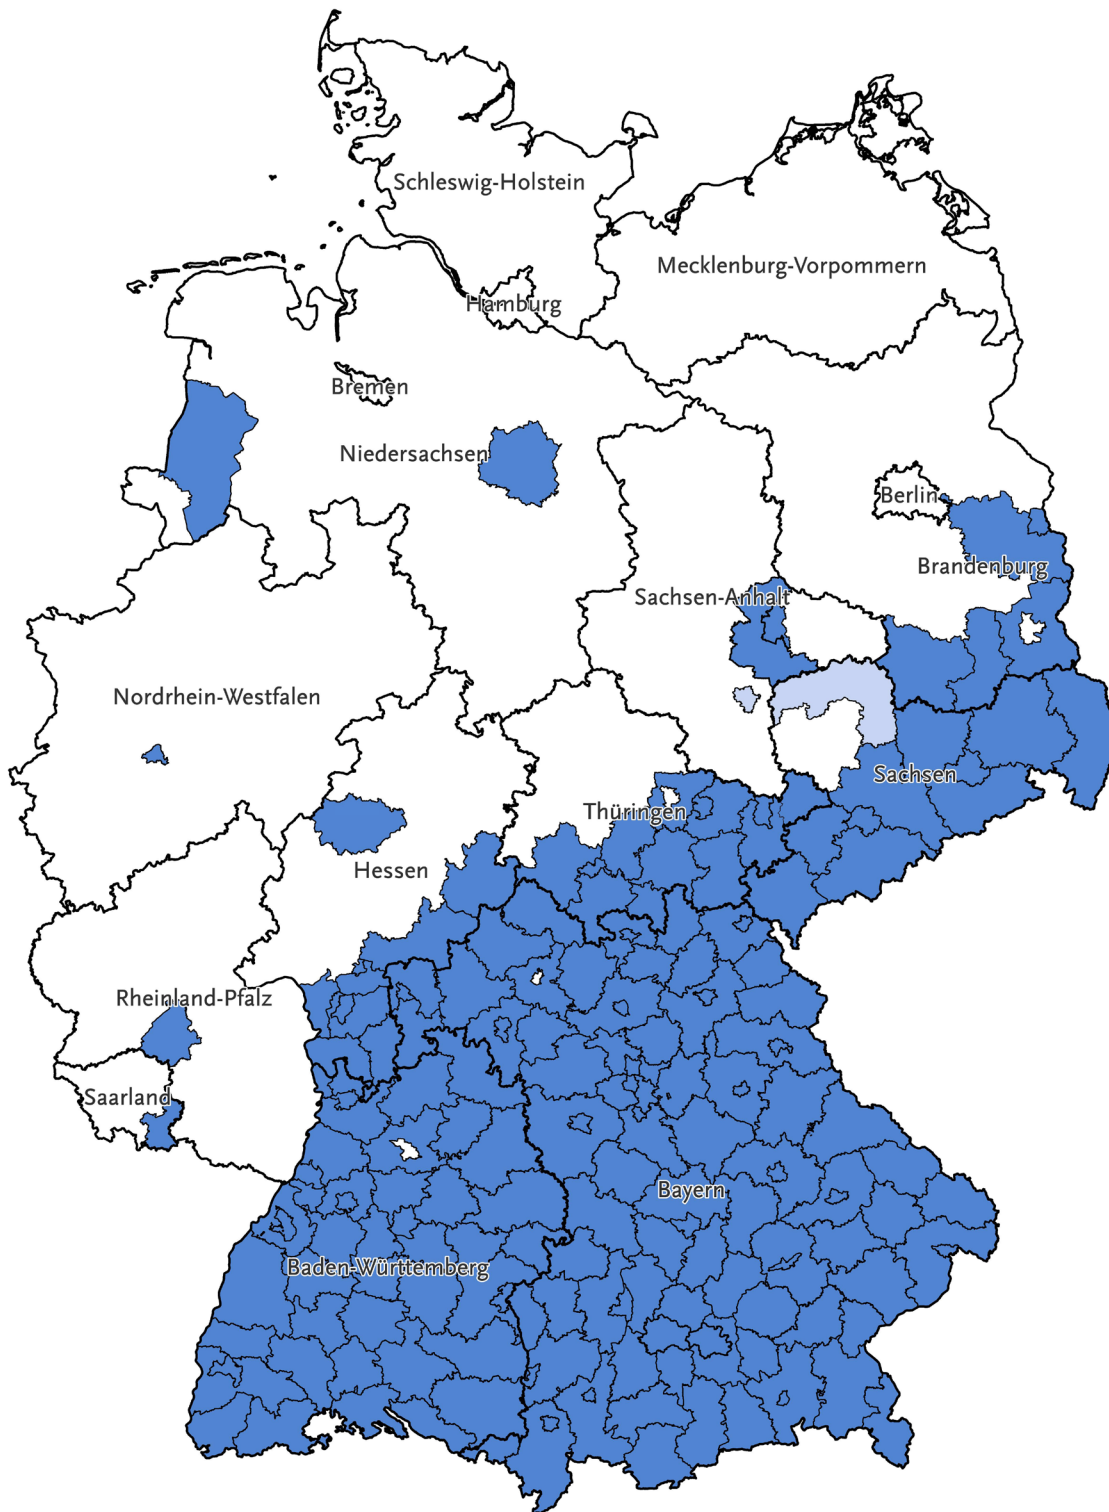 Schleswig-Holstein
Mecklenburg-Vorpommern
Hamburg
Bremen
Niedersachsen
Berlin
Brandenburg
Sachsen-Anhalt
Nordrhein-Westfalen
Sachsen
Thüringen
Hessen
Rheinland-Pfalz
Saarland
Bayern
Baden-Württemberg